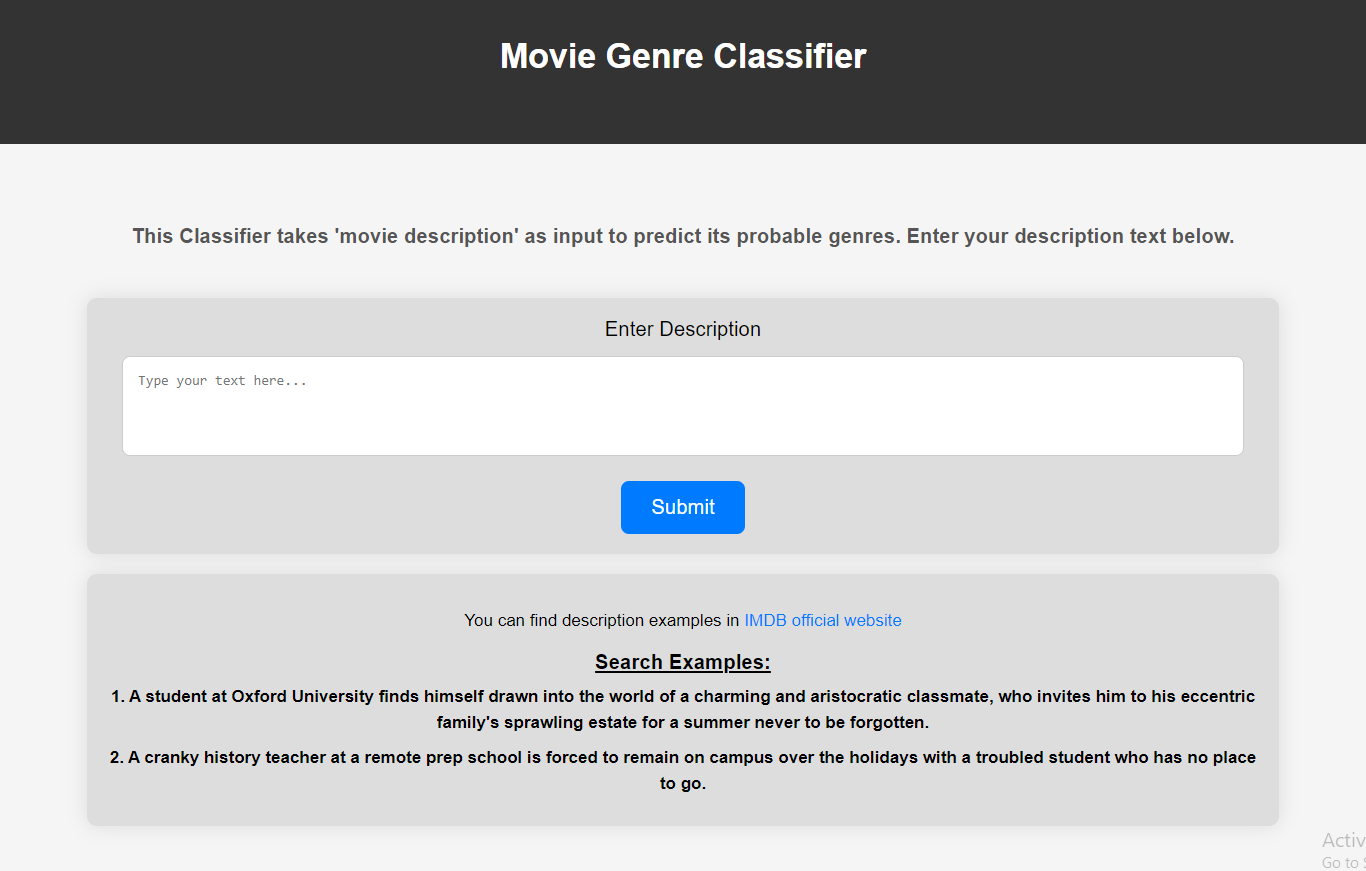 Movie Genre Classifier
This Classifier takes 'movie description' as input to predict its probable genres. Enter your description text below.
Enter Description
Type your text here...
Submit
You can find description examples in IMDB official website
Search Examples:
1. A student at Oxford University finds himself drawn into the world of a charming and aristocratic classmate, who invites him to his eccentric
family's sprawling estate for a summer never to be forgotten.
2. A cranky history teacher at a remote prep school is forced to remain on campus over the holidays with a troubled student who has no place
to go.
Activ
Go to S